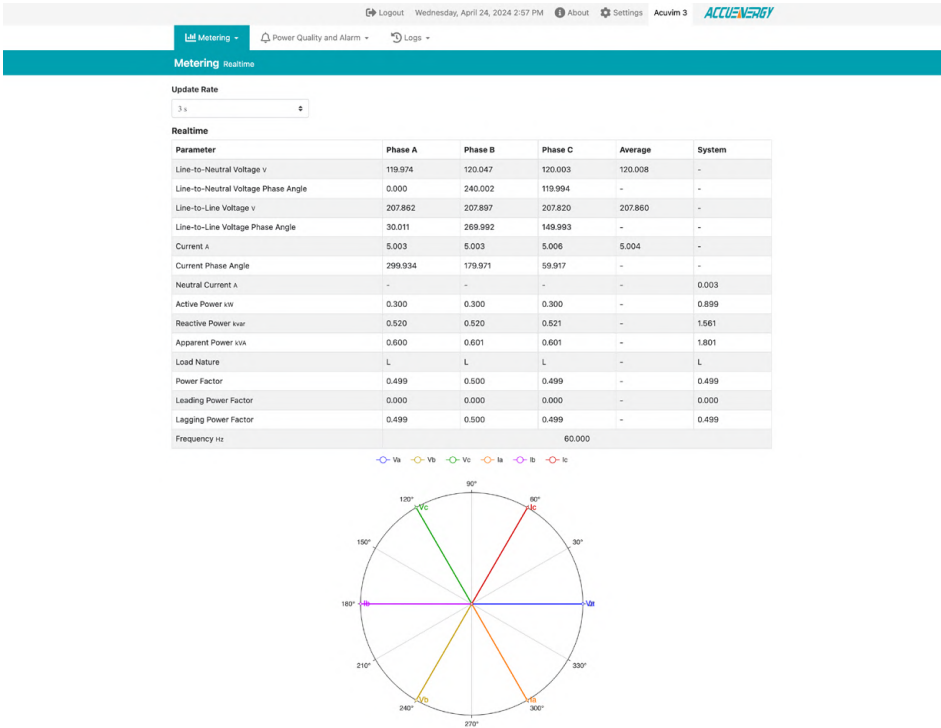 Logout Wednesday, April 24, 2024 2:57 PM About Settings Acuvim 3 ACCUENERGY
Metering Power Quality and Alarm Logs
Metering Realtime
Update Rate
3 s
Realtime
Parameter Phase A Phase B Phase C Average System
Line-to-Neutral Voltage V 119.974 120.047 120.003 120.008 -
Line-to-Neutral Voltage Phase Angle 0.000 240.002 119.994 - -
Line-to-Line Voltage V 207.862 207.897 207.820 207.860 -
Line-to-Line Voltage Phase Angle 30.011 269.992 149.993 - -
Current A 5.003 5.003 5.006 5.004 -
Current Phase Angle 299.934 179.971 59.917 - -
Neutral Current A - - - - 0.003
Active Power kW 0.300 0.300 0.300 - 0.899
Reactive Power kvar 0.520 0.520 0.521 - 1.561
Apparent Power kVA 0.600 0.601 0.601 - 1.801
Load Nature L L L - L
Power Factor 0.499 0.500 0.499 - 0.499
Leading Power Factor 0.000 0.000 0.000 - 0.000
Lagging Power Factor 0.499 0.500 0.499 - 0.499
Frequency Hz 60.000
Va Vb Vc Ia Ib Ic
90°
120° 60°
Vc Ic
150° 30°
180° Ib
210° 330°
Vb Ia
240° 300°
270°